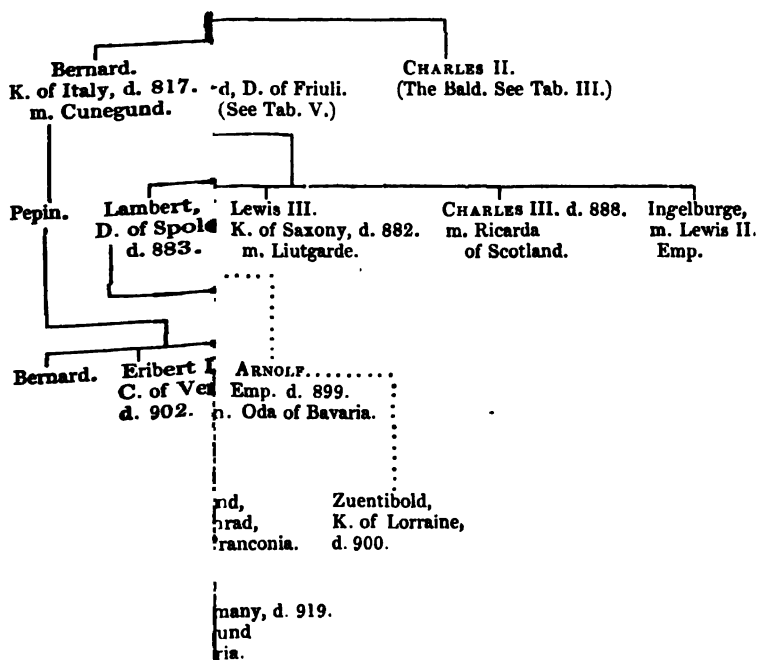 Bernard.
K. of Italy, d. 817.
m. Cunegund.
d, D. of Friuli.
(See Tab. V.)
CHARLES II.
(The Bald. See Tab. III.)
Pepin.
Lambert,
D. of Spole
d. 883.
Lewis III.
K. of Saxony, d. 882.
m. Liutgarde.
CHARLES III. d. 888.
m. Ricarda
of Scotland.
Ingelburge,
m. Lewis II.
Emp.
Bernard.
Eribert I
C. of Ve
d. 902.
ARNOLF
Emp. d. 899.
Oda of Bavaria.
nd,
rad,
ranconia.
Zuentibold,
K. of Lorraine,
d. 900.
many, d. 919.
und
ria.